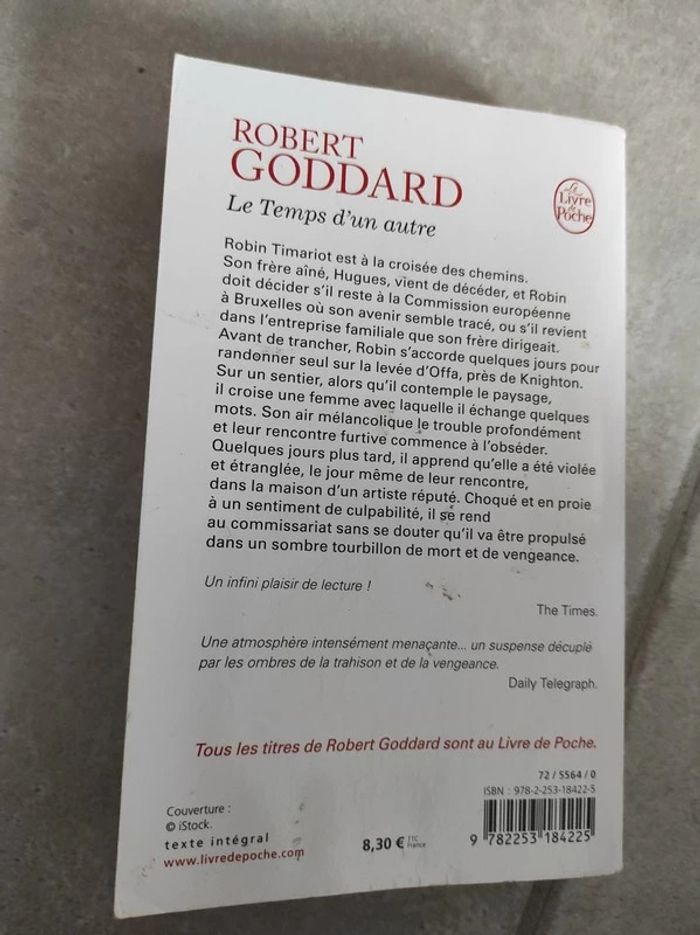 ROBERT
GODDARD
Le Temps d'un autre
Le
Livre
de
Poche
Robin Timariot est à la croisée des chemins.
Son frère aîné, Hugues, vient de décéder, et Robin
doit décider s'il reste à la Commission européenne
à Bruxelles où son avenir semble tracé, ou s'il revient
dans l'entreprise familiale que son frère dirigeait.
Avant de trancher, Robin s'accorde quelques jours pour
randonner seul sur la levée d'Offa, près de Knighton.
Sur un sentier, alors qu'il contemple le paysage,
il croise une femme avec laquelle il échange quelques
mots. Son air mélancolique le trouble profondément
et leur rencontre furtive commence à l'obséder.
Quelques jours plus tard, il apprend qu'elle a été violée
et étranglée, le jour même de leur rencontre,
dans la maison d'un artiste réputé. Choqué et en proie
à un sentiment de culpabilité, il se rend
au commissariat sans se douter qu'il va être propulsé
dans un sombre tourbillon de mort et de vengeance.
Un infini plaisir de lecture !
The Times.
Une atmosphère intensément menaçante... un suspense décuplé
par les ombres de la trahison et de la vengeance.
Daily Telegraph.
Tous les titres de Robert Goddard sont au Livre de Poche.
72 / 5564 / 0
ISBN : 978-2-253-18422-5
Couverture :
© iStock.
texte intégral
www.livredepoche.com
8,30 € TTC
France
9 782253 184225